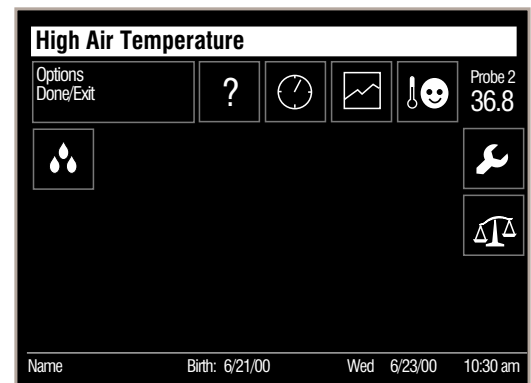 High Air Temperature
Options
Done/Exit
?
Probe 2
36.8
Name Birth: 6/21/00 Wed 6/23/00 10:30 am